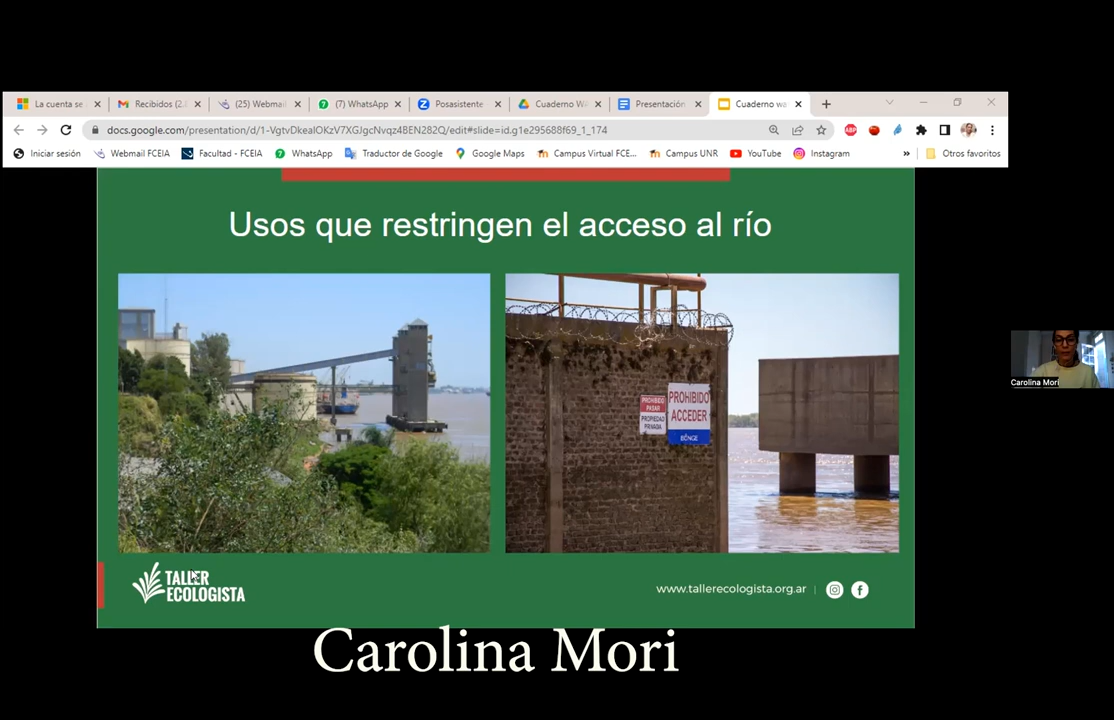 La cuenta se
Recibidos (2.
(25) Webmail
(7) WhatsApp
Posasistente
Cuaderno W
Presentación
Cuaderno wa
docs.google.com/presentation/d/1-VgtvDkealOKzV7XGJgcNvqz48EN282Q/edit#slide=id.g1e295688f69_1_174
ABP
Iniciar sesión
Webmail FCEIA
Facultad - FCEIA
WhatsApp
Traductor de Google
Google Maps
Campus Virtual FCE...
Campus UNR
YouTube
Instagram
»
Otros favoritos
Usos que restringen el acceso al río
PROHIBIDO
PASAR
PROPIEDAD
PRIVADA
PROHIBIDO
ACCEDER
BÜNGE
TALLER
ECOLOGISTA
www.tallerecologista.org.ar |
Carolina Mori
Carolina Mori